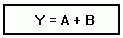 Y = A + B